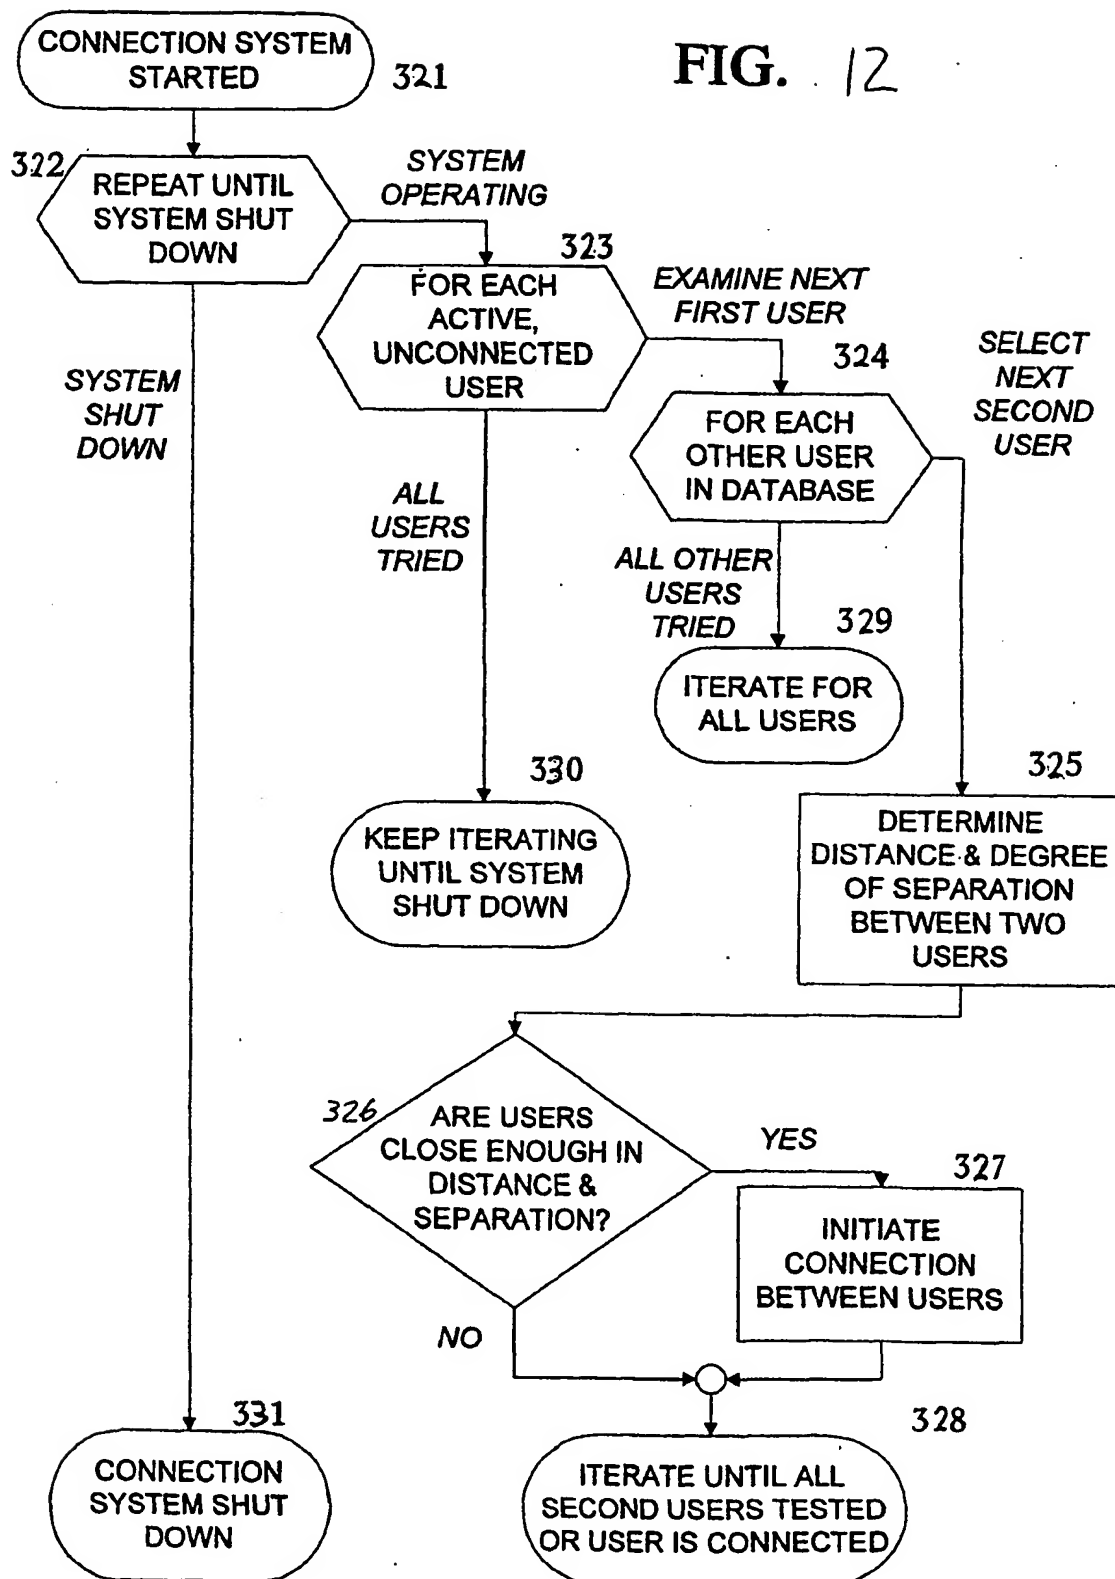 CONNECTION SYSTEM
STARTED
321
FIG. 12
322
REPEAT UNTIL
SYSTEM SHUT
DOWN
SYSTEM
OPERATING
323
FOR EACH
ACTIVE,
UNCONNECTED
USER
EXAMINE NEXT
FIRST USER
324
FOR EACH
OTHER USER
IN DATABASE
SELECT
NEXT
SECOND
USER
SYSTEM
SHUT
DOWN
ALL
USERS
TRIED
ALL OTHER
USERS
TRIED
329
ITERATE FOR
ALL USERS
330
KEEP ITERATING
UNTIL SYSTEM
SHUT DOWN
325
DETERMINE
DISTANCE & DEGREE
OF SEPARATION
BETWEEN TWO
USERS
326
ARE USERS
CLOSE ENOUGH IN
DISTANCE &
SEPARATION?
YES
327
INITIATE
CONNECTION
BETWEEN USERS
NO
328
ITERATE UNTIL ALL
SECOND USERS TESTED
OR USER IS CONNECTED
331
CONNECTION
SYSTEM SHUT
DOWN